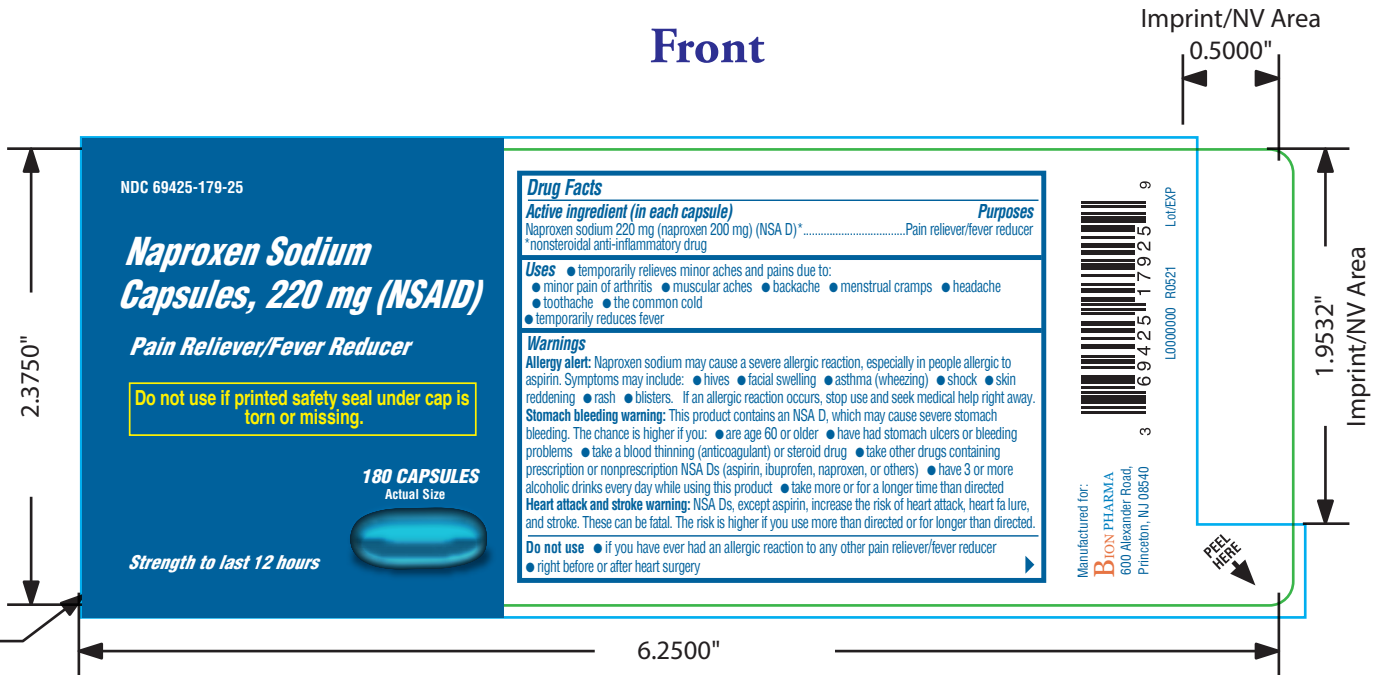 Front
Imprint/NV Area
0.5000"
2.3750"
NDC 69425-179-25
Naproxen Sodium
Capsules, 220 mg (NSAID)
Pain Reliever/Fever Reducer
Do not use if printed safety seal under cap is
torn or missing.
180 CAPSULES
Actual Size
Strength to last 12 hours
Drug Facts
Active ingredient (in each capsule) Purposes
Naproxen sodium 220 mg (naproxen 200 mg) (NSA D)*..................................Pain reliever/fever reducer
*nonsteroidal anti-inflammatory drug
Uses ● temporarily relieves minor aches and pains due to:
● minor pain of arthritis ● muscular aches ● backache ● menstrual cramps ● headache
● toothache ● the common cold
● temporarily reduces fever
Warnings
Allergy alert: Naproxen sodium may cause a severe allergic reaction, especially in people allergic to
aspirin. Symptoms may include: ● hives ● facial swelling ● asthma (wheezing) ● shock ● skin
reddening ● rash ● blisters. If an allergic reaction occurs, stop use and seek medical help right away.
Stomach bleeding warning: This product contains an NSA D, which may cause severe stomach
bleeding. The chance is higher if you: ● are age 60 or older ● have had stomach ulcers or bleeding
problems ● take a blood thinning (anticoagulant) or steroid drug ● take other drugs containing
prescription or nonprescription NSA Ds (aspirin, ibuprofen, naproxen, or others) ● have 3 or more
alcoholic drinks every day while using this product ● take more or for a longer time than directed
Heart attack and stroke warning: NSA Ds, except aspirin, increase the risk of heart attack, heart fa lure,
and stroke. These can be fatal. The risk is higher if you use more than directed or for longer than directed.
Do not use ● if you have ever had an allergic reaction to any other pain reliever/fever reducer
● right before or after heart surgery
Manufactured for:
BION PHARMA
600 Alexander Road,
Princeton, NJ 08540
3 69425 17925 9
L0000000 R0521 Lot/EXP
PEEL
HERE
1.9532"
Imprint/NV Area
6.2500"